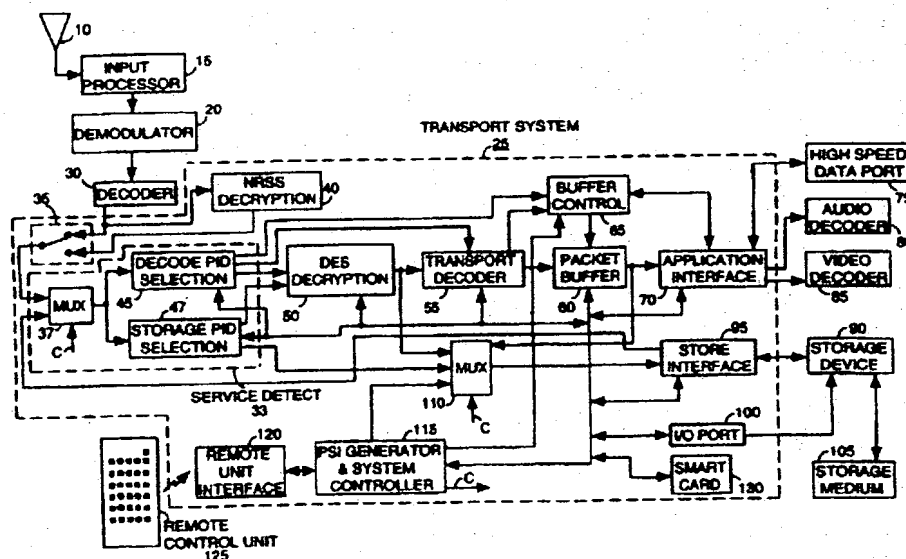 10
INPUT
PROCESSOR
15
20
DEMODULATOR
TRANSPORT SYSTEM
25
30
DECODER
35
NRSS
DECRYPTION
40
BUFFER
CONTROL
65
HIGH SPEED
DATA PORT
75
AUDIO
DECODER
80
DECODE PID
SELECTION
45
DES
DECRYPTION
50
TRANSPORT
DECODER
55
PACKET
BUFFER
60
APPLICATION
INTERFACE
70
VIDEO
DECODER
85
MUX
37
C
47
STORAGE PID
SELECTION
SERVICE DETECT
33
MUX
110
C
95
STORE
INTERFACE
90
STORAGE
DEVICE
100
I/O PORT
SMART
CARD
130
105
STORAGE
MEDIUM
120
REMOTE
UNIT
INTERFACE
115
PSI GENERATOR
& SYSTEM
CONTROLLER
C
REMOTE
CONTROL UNIT
125